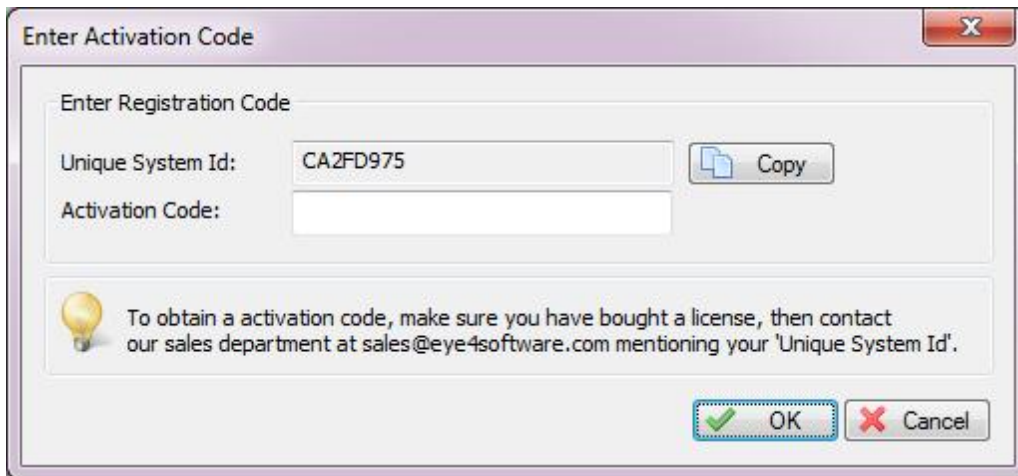 Enter Activation Code
Enter Registration Code
Unique System Id: CA2FD975 Copy
Activation Code:
To obtain a activation code, make sure you have bought a license, then contact
our sales department at sales@eye4software.com mentioning your 'Unique System Id'.
OK Cancel